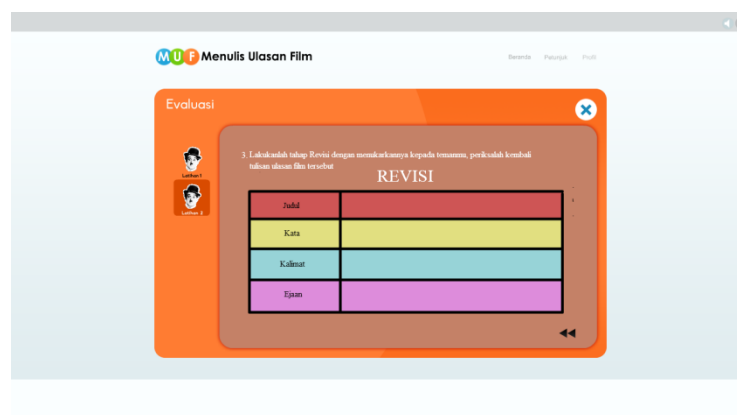 MUF Menulis Ulasan Film
Beranda Petunjuk Profil
Evaluasi
3. Lakukanlah tahap Revisi dengan menukarkannya kepada temanmu, periksalah kembali
tulisan ulasan film tersebut
REVISI
Latihan 1
Latihan 2
Judul
Kata
Kalimat
Ejaan